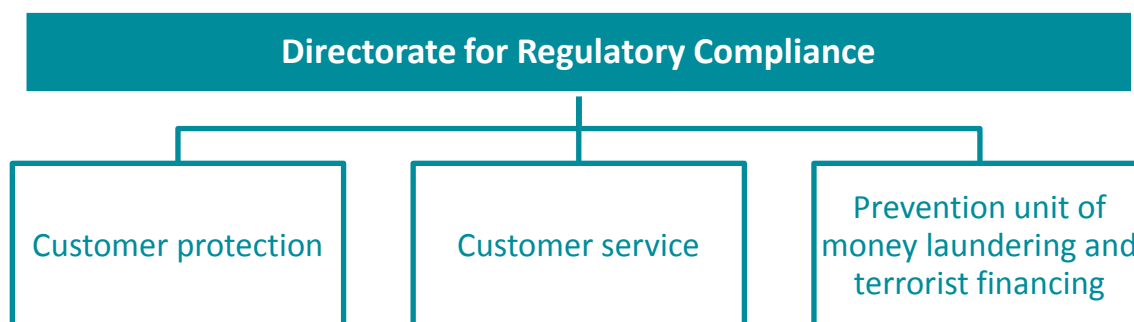 Directorate for Regulatory Compliance
Customer protection
Customer service
Prevention unit of
money laundering and
terrorist financing